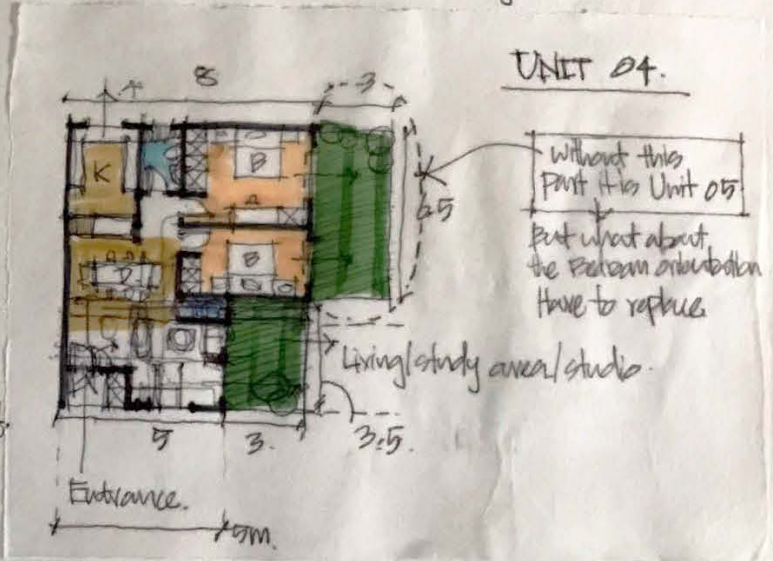 UNIT 04.
8
3
Without this
Part it is Unit 05
But what about
the Bedroom orientation
Have to replace
K
B
6.5
D
B
Living/study area/studio.
5
3.
3.5.
Entrance.
5m.